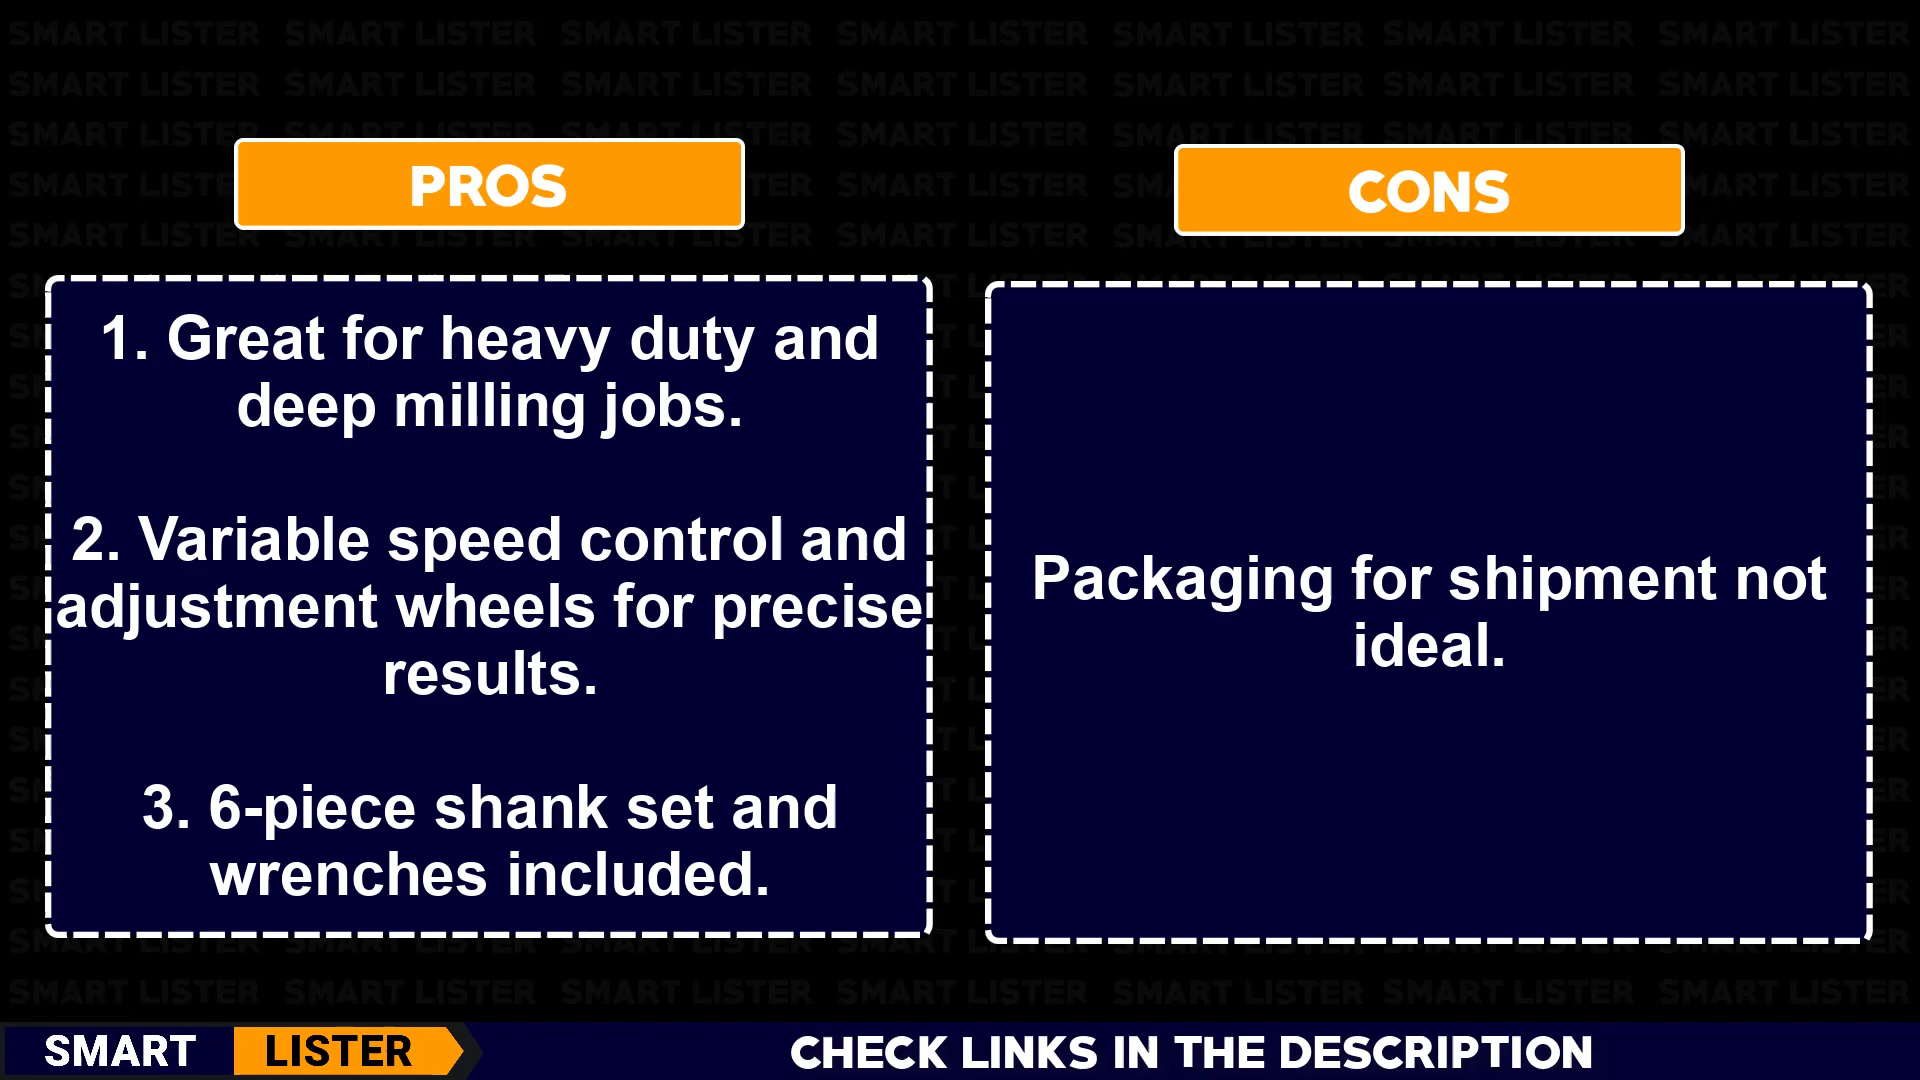 PROS
1. Great for heavy duty and
deep milling jobs.
2. Variable speed control and
adjustment wheels for precise
results.
3. 6-piece shank set and
wrenches included.
CONS
Packaging for shipment not
ideal.
SMART LISTER
CHECK LINKS IN THE DESCRIPTION